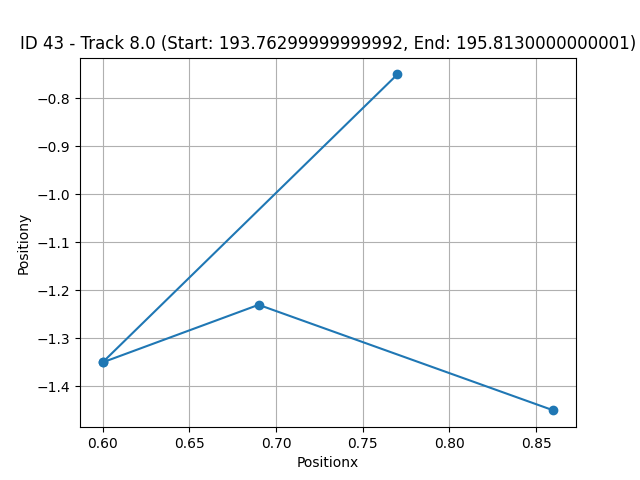 ID 43 - Track 8.0 (Start: 193.76299999999992, End: 195.8130000000001)
Positiony
−0.8
−0.9
−1.0
−1.1
−1.2
−1.3
−1.4
0.60 0.65 0.70 0.75 0.80 0.85
Positionx